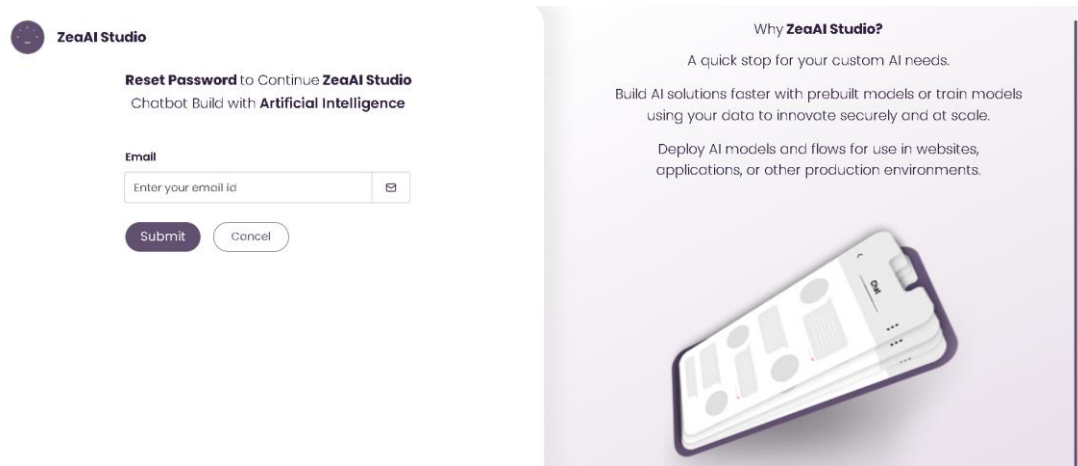 ZeaAI Studio
Reset Password to Continue ZeaAI Studio
Chatbot Build with Artificial Intelligence
Email
Enter your email id
Submit
Cancel
Why ZeaAI Studio?
A quick stop for your custom AI needs.
Build AI solutions faster with prebuilt models or train models
using your data to innovate securely and at scale.
Deploy AI models and flows for use in websites,
applications, or other production environments.
Chat